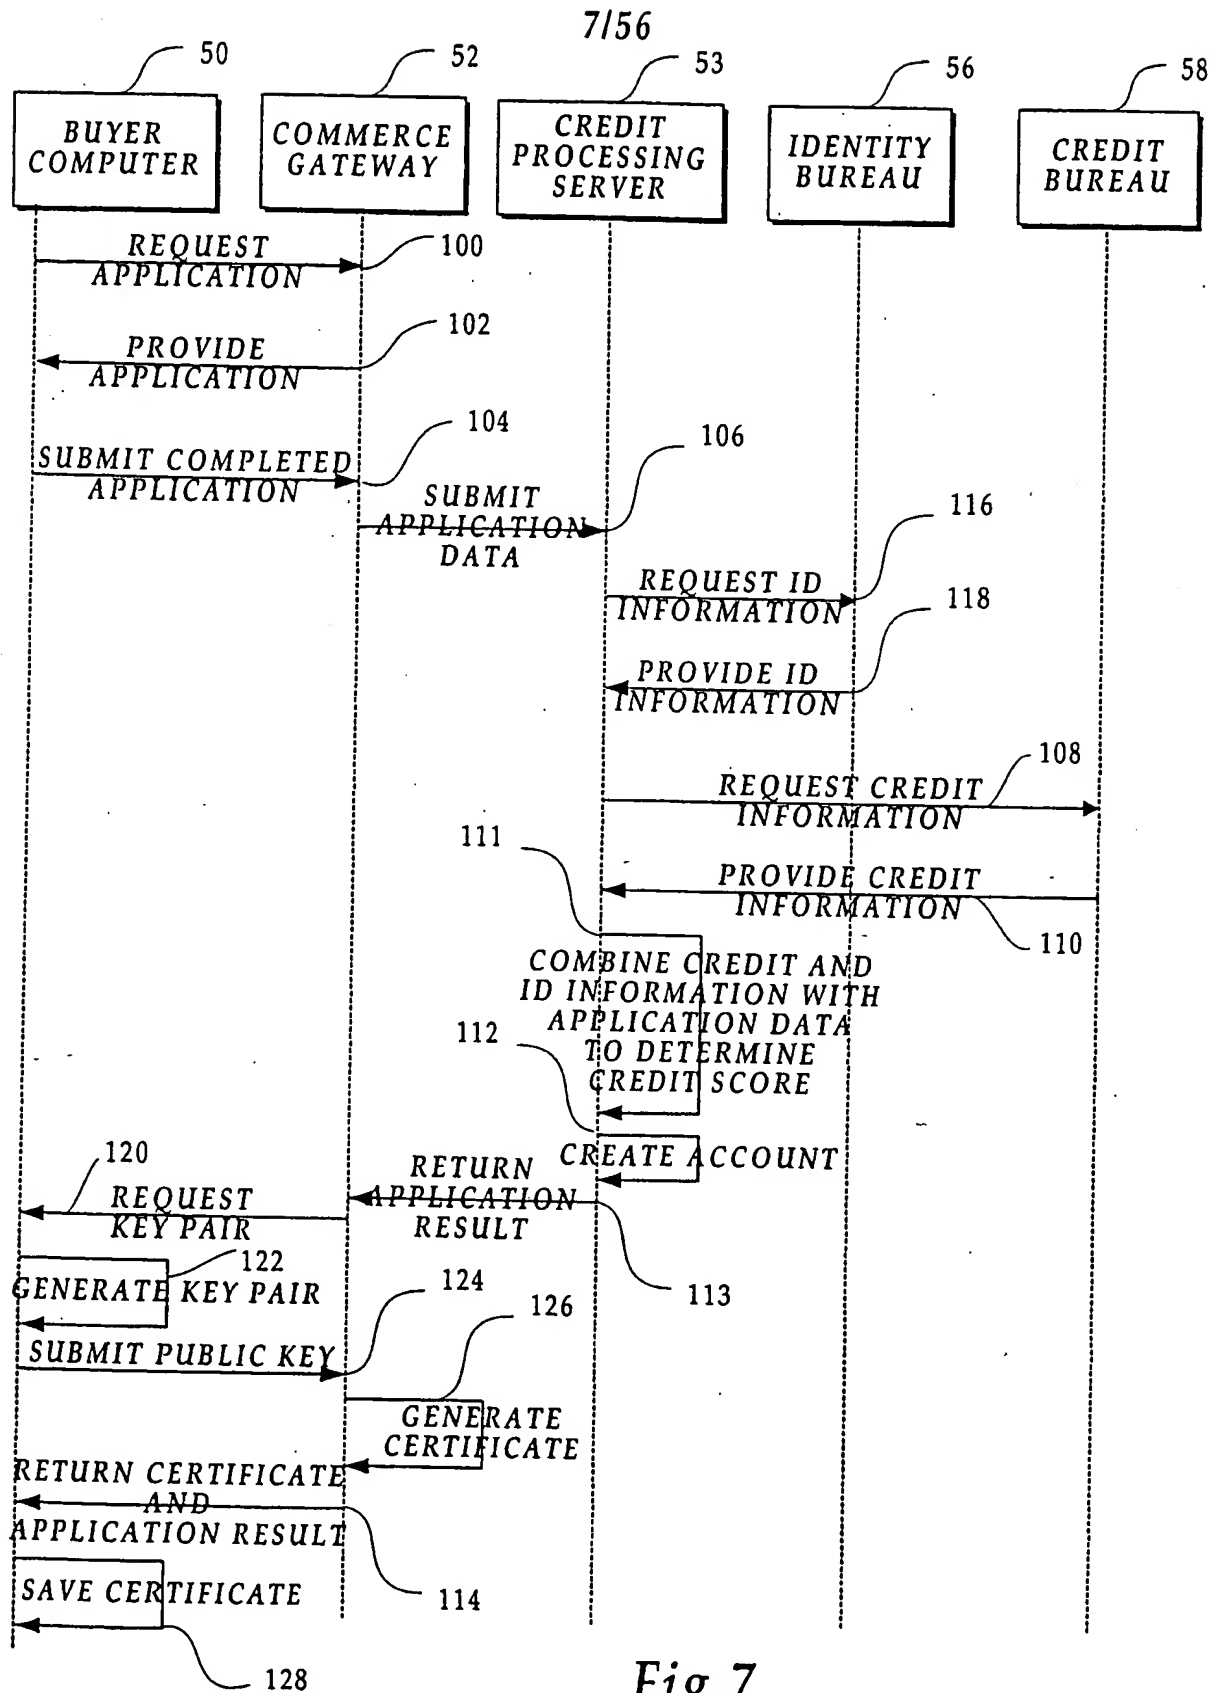 7/56
50
52
53
56
58
BUYER
COMPUTER
COMMERCE
GATEWAY
CREDIT
PROCESSING
SERVER
IDENTITY
BUREAU
CREDIT
BUREAU
REQUEST
APPLICATION
100
PROVIDE
APPLICATION
102
SUBMIT COMPLETED
APPLICATION
104
SUBMIT
APPLICATION
DATA
106
REQUEST ID
INFORMATION
116
PROVIDE ID
INFORMATION
118
REQUEST CREDIT
INFORMATION
108
PROVIDE CREDIT
INFORMATION
110
111
COMBINE CREDIT AND
ID INFORMATION WITH
APPLICATION DATA
TO DETERMINE
CREDIT SCORE
112
CREATE ACCOUNT
RETURN
APPLICATION
RESULT
113
120
REQUEST
KEY PAIR
122
GENERATE KEY PAIR
SUBMIT PUBLIC KEY
124
126
GENERATE
CERTIFICATE
RETURN CERTIFICATE
AND
APPLICATION RESULT
114
SAVE CERTIFICATE
128
Fig. 7